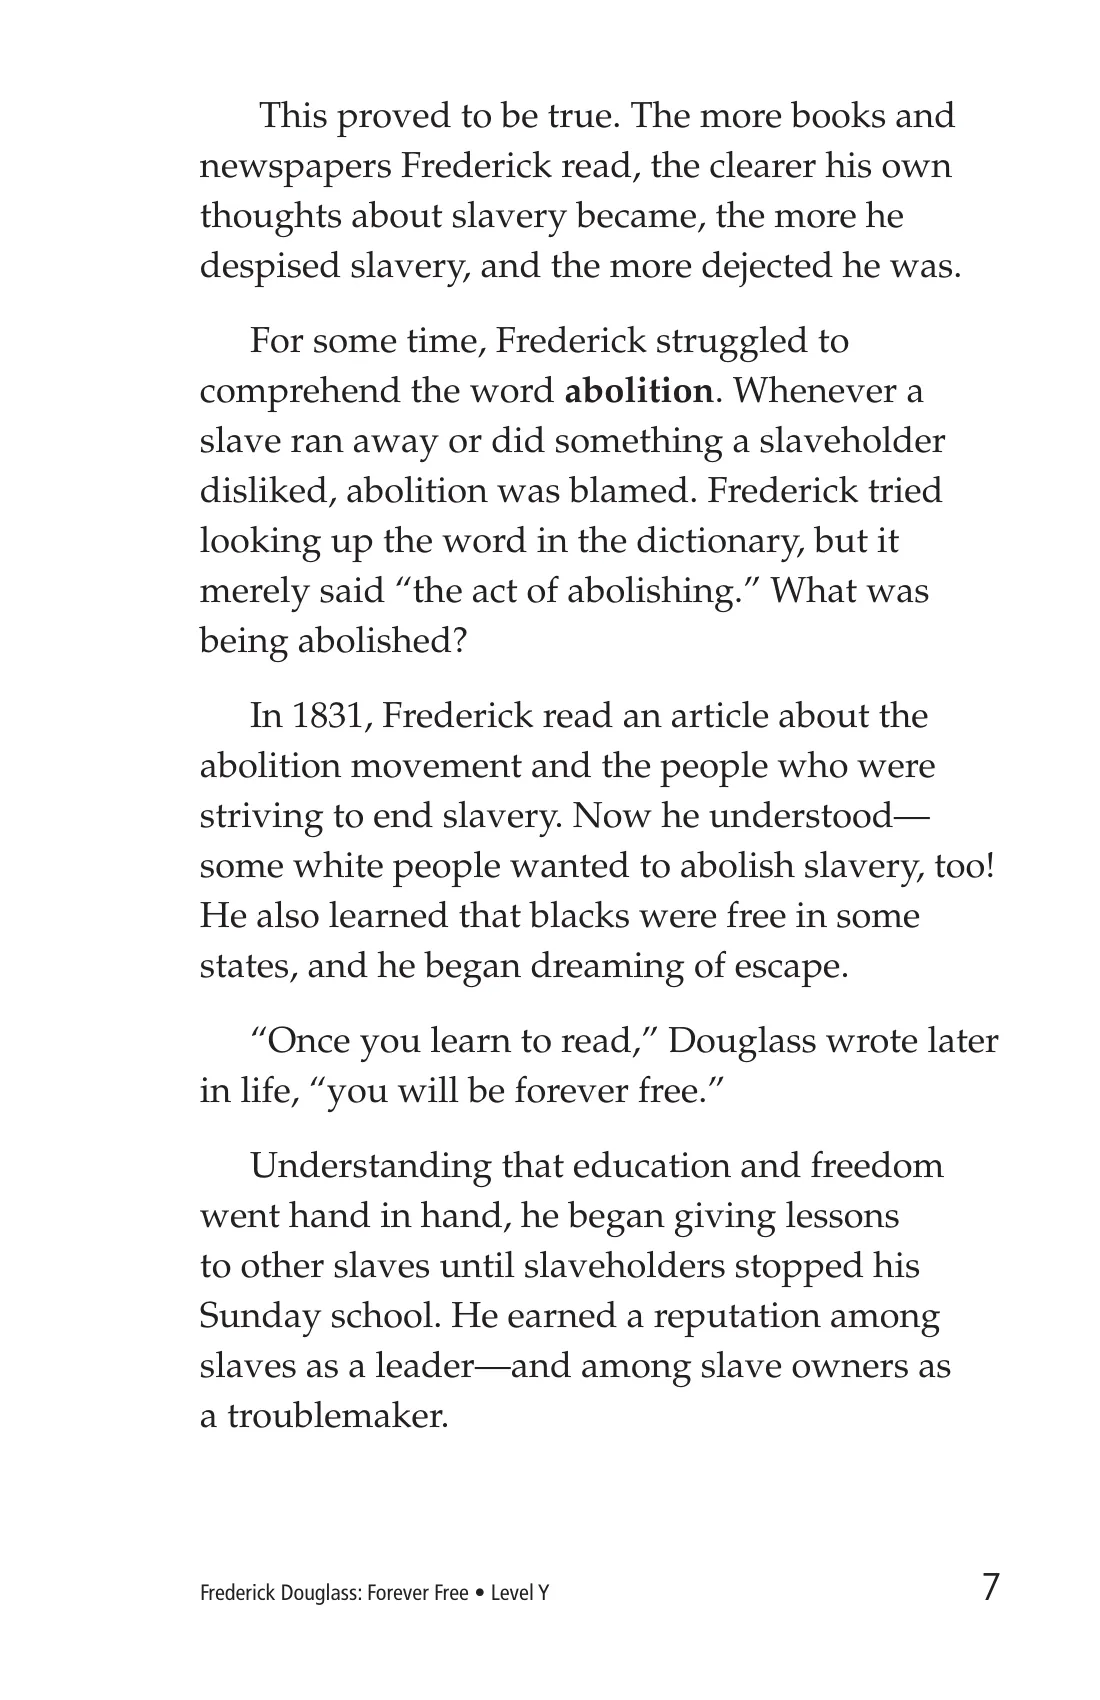 This proved to be true. The more books and
newspapers Frederick read, the clearer his own
thoughts about slavery became, the more he
despised slavery, and the more dejected he was.
For some time, Frederick struggled to
comprehend the word abolition. Whenever a
slave ran away or did something a slaveholder
disliked, abolition was blamed. Frederick tried
looking up the word in the dictionary, but it
merely said “the act of abolishing.” What was
being abolished?
In 1831, Frederick read an article about the
abolition movement and the people who were
striving to end slavery. Now he understood—
some white people wanted to abolish slavery, too!
He also learned that blacks were free in some
states, and he began dreaming of escape.
“Once you learn to read,” Douglass wrote later
in life, “you will be forever free.”
Understanding that education and freedom
went hand in hand, he began giving lessons
to other slaves until slaveholders stopped his
Sunday school. He earned a reputation among
slaves as a leader—and among slave owners as
a troublemaker.
Frederick Douglass: Forever Free • Level Y 7